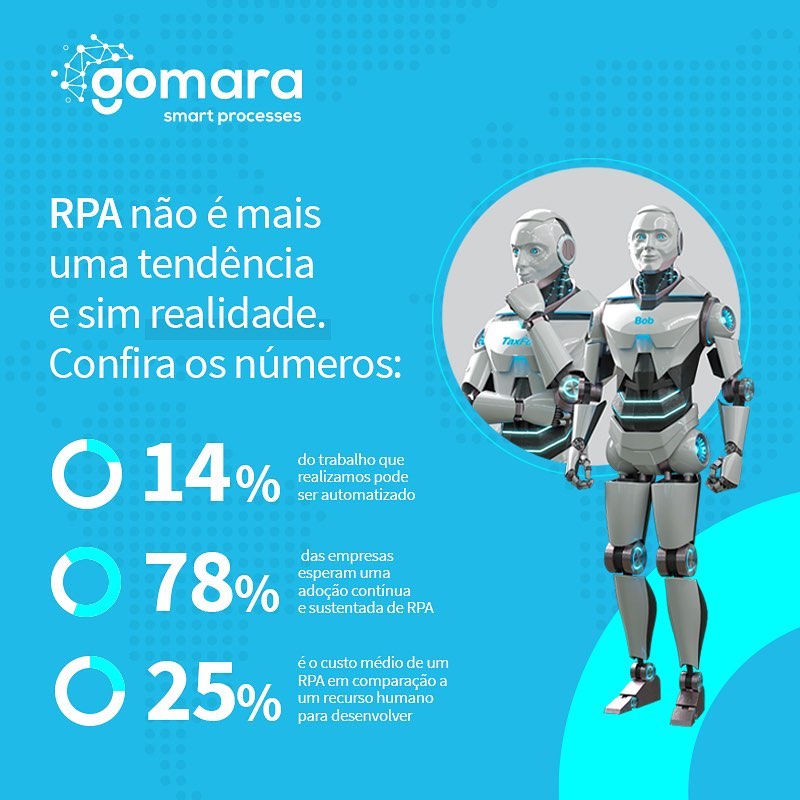 gomara
smart processes
RPA não é mais
uma tendência
e sim realidade.
Confira os números:
14%
do trabalho que
realizamos pode
ser automatizado
78%
das empresas
esperam uma
adoção contínua
e sustentada de RPA
25%
é o custo médio de um
RPA em comparação a
um recurso humano
para desenvolver
Bob